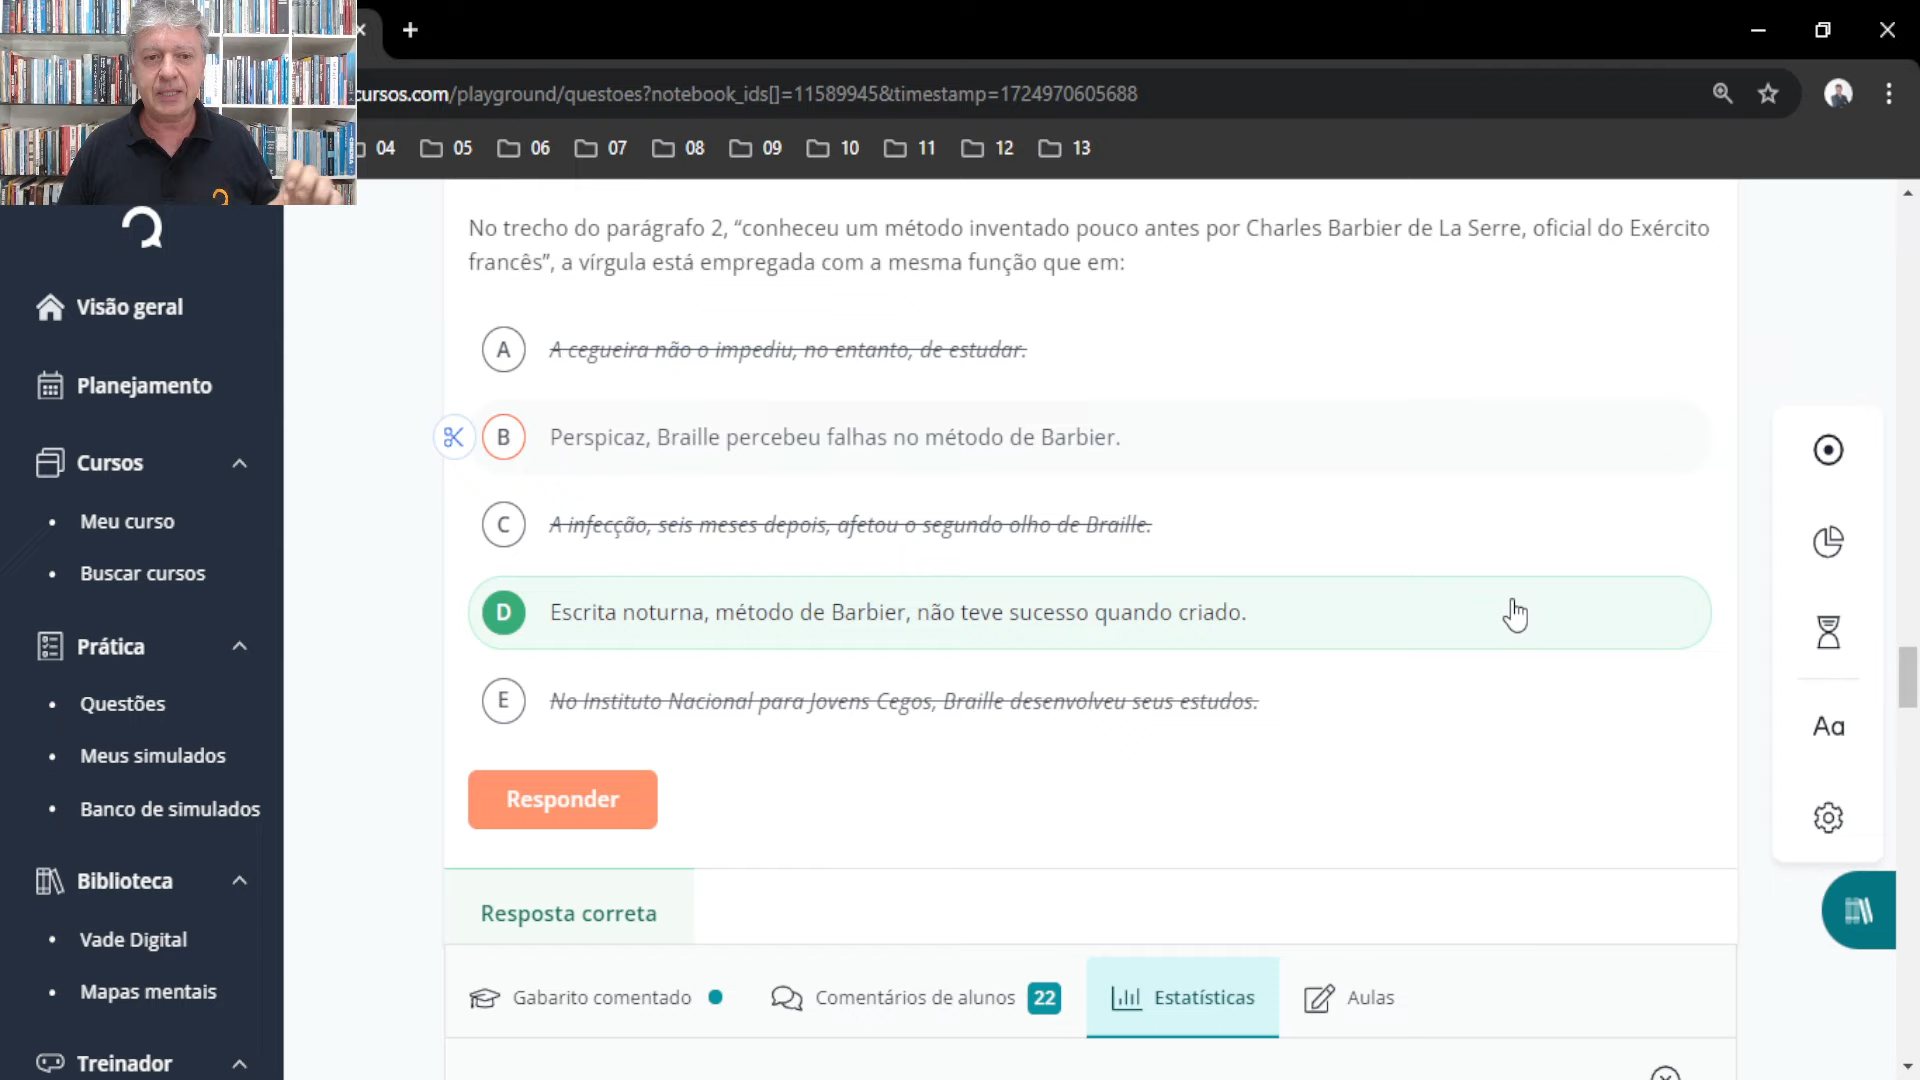 cursos.com/playground/questoes?notebook_ids[]=11589945&timestamp=1724970605688
04 05 06 07 08 09 10 11 12 13
Visão geral
Planejamento
Cursos
Meu curso
Buscar cursos
Prática
Questões
Meus simulados
Banco de simulados
Biblioteca
Vade Digital
Mapas mentais
Treinador
No trecho do parágrafo 2, “conheceu um método inventado pouco antes por Charles Barbier de La Serre, oficial do Exército
francês”, a vírgula está empregada com a mesma função que em:
A A cegueira não o impediu, no entanto, de estudar.
B Perspicaz, Braille percebeu falhas no método de Barbier.
C A infecção, seis meses depois, afetou o segundo olho de Braille.
D Escrita noturna, método de Barbier, não teve sucesso quando criado.
E No Instituto Nacional para Jovens Cegos, Braille desenvolveu seus estudos.
Responder
Resposta correta
Gabarito comentado Comentários de alunos 22 Estatísticas Aulas
Aa